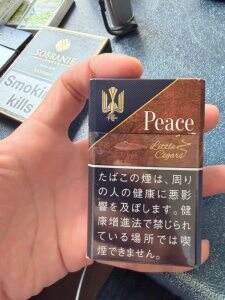 SOBRANIE
Smoking
kills
Peace
Little
Cigars
たばこの煙は、周り
の人の健康に悪影
響を及ぼします。健
康増進法で禁じられ
ている場所では喫
煙できません。